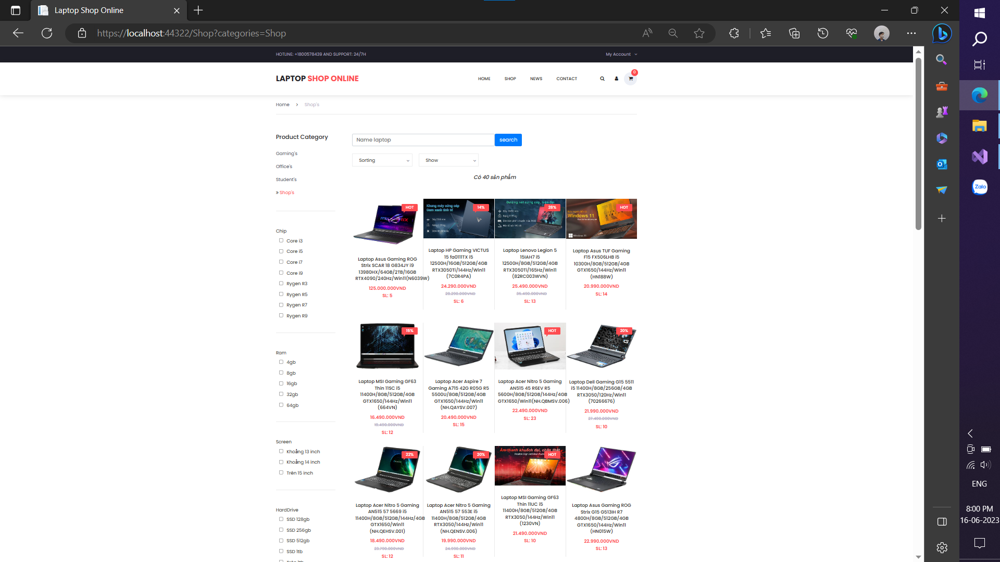 Laptop Shop Online
https://localhost:44322/Shop?categories=Shop
HOTLINE: +1800578439 AND SUPPORT: 24/7H
My Account
LAPTOP SHOP ONLINE
HOME
SHOP
NEWS
CONTACT
0
Home > Shop's
Product Category
Gaming's
Office's
Student's
» Shop's
Chip
Core i3
Core i5
Core i7
Core i9
Rygen R3
Rygen R5
Rygen R7
Rygen R9
Ram
4gb
8gb
16gb
32gb
64gb
Screen
Khoảng 13 inch
Khoảng 14 inch
Trên 15 inch
HardDrive
SSD 128gb
SSD 256gb
SSD 512gb
SSD 1tb
Name laptop
search
Sorting
Show
Có 40 sản phẩm
HOT
Laptop Asus Gaming ROG
Strix SCAR 18 G834JY i9
13980HX/64GB/2TB/16GB
RTX4090/240Hz/Win11(N6039W)
125.000.000VND
SL: 5
Khung máy cứng cáp
Gam xanh tinh tế
14%
Laptop HP Gaming VICTUS
15 fa0111TX i5
12500H/16GB/512GB/4GB
RTX3050Ti/144Hz/Win11
(7C0R4PA)
24.290.000VND
28.290.000VND
SL: 6
Đường nét cứng cáp, hiện đại
28%
Laptop Lenovo Legion 5
15IAH7 i5
12500H/8GB/512GB/4GB
RTX3050Ti/165Hz/Win11
(82RC003WVN)
25.490.000VND
35.490.000VND
SL: 13
Windows 11
HOT
Windows 11
Laptop Asus TUF Gaming
F15 FX506LHB i5
10300H/8GB/512GB/4GB
GTX1650/144Hz/Win11
(HN188W)
20.990.000VND
SL: 14
15%
Laptop MSI Gaming GF63
Thin 11SC i5
11400H/8GB/512GB/4GB
GTX1650/144Hz/Win11
(664VN)
16.490.000VND
19.490.000VND
SL: 12
Laptop Acer Aspire 7
Gaming A715 42G R05G R5
5500U/8GB/512GB/4GB
GTX1650/144Hz/Win11
(NH.QAYSV.007)
20.490.000VND
SL: 15
HOT
Laptop Acer Nitro 5 Gaming
AN515 45 R6EV R5
5600H/8GB/512GB/144Hz/4GB
GTX1650/Win11(NH.QBMSV.006)
22.490.000VND
SL: 23
20%
Laptop Dell Gaming G15 5511
i5 11400H/8GB/256GB/4GB
RTX3050/120Hz/Win11
(70266676)
21.990.000VND
27.490.000VND
SL: 10
22%
Laptop Acer Nitro 5 Gaming
AN515 57 5669 i5
11400H/8GB/512GB/144Hz/4GB
GTX1650/Win11
(NH.QEHSV.001)
18.490.000VND
23.790.000VND
SL: 12
20%
Laptop Acer Nitro 5 Gaming
AN515 57 553E i5
11400H/8GB/512GB/4GB
RTX3050/144Hz/Win11
(NH.QENSV.006)
19.990.000VND
24.990.000VND
SL: 11
Âm thanh khuếch đại, chân thật
HOT
Laptop MSI Gaming GF63
Thin 11UC i5
11400H/8GB/512GB/4GB
RTX3050/144Hz/Win11
(1230VN)
21.490.000VND
SL: 10
Laptop Asus Gaming ROG
Strix G15 G513IH R7
4800H/8GB/512GB/4GB
GTX1650/144Hz/Win11
(HN015W)
22.990.000VND
SL: 13
Zalo
ENG
8:00 PM
16-06-2023